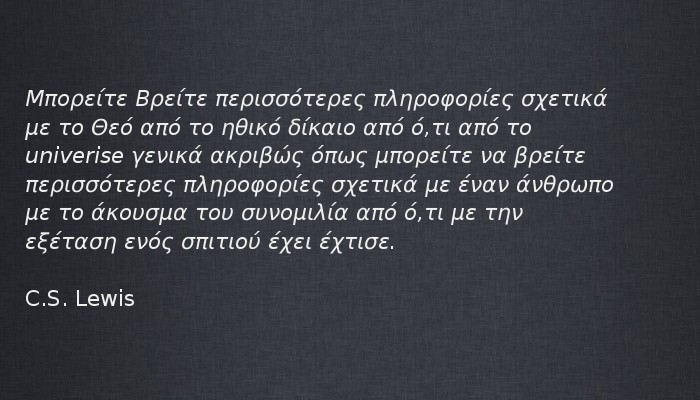 Μπορείτε Βρείτε περισσότερες πληροφορίες σχετικά
με το Θεό από το ηθικό δίκαιο από ό,τι από το
univerise γενικά ακριβώς όπως μπορείτε να βρείτε
περισσότερες πληροφορίες σχετικά με έναν άνθρωπο
με το άκουσμα του συνομιλία από ό,τι με την
εξέταση ενός σπιτιού έχει έχτισε.
C.S. Lewis